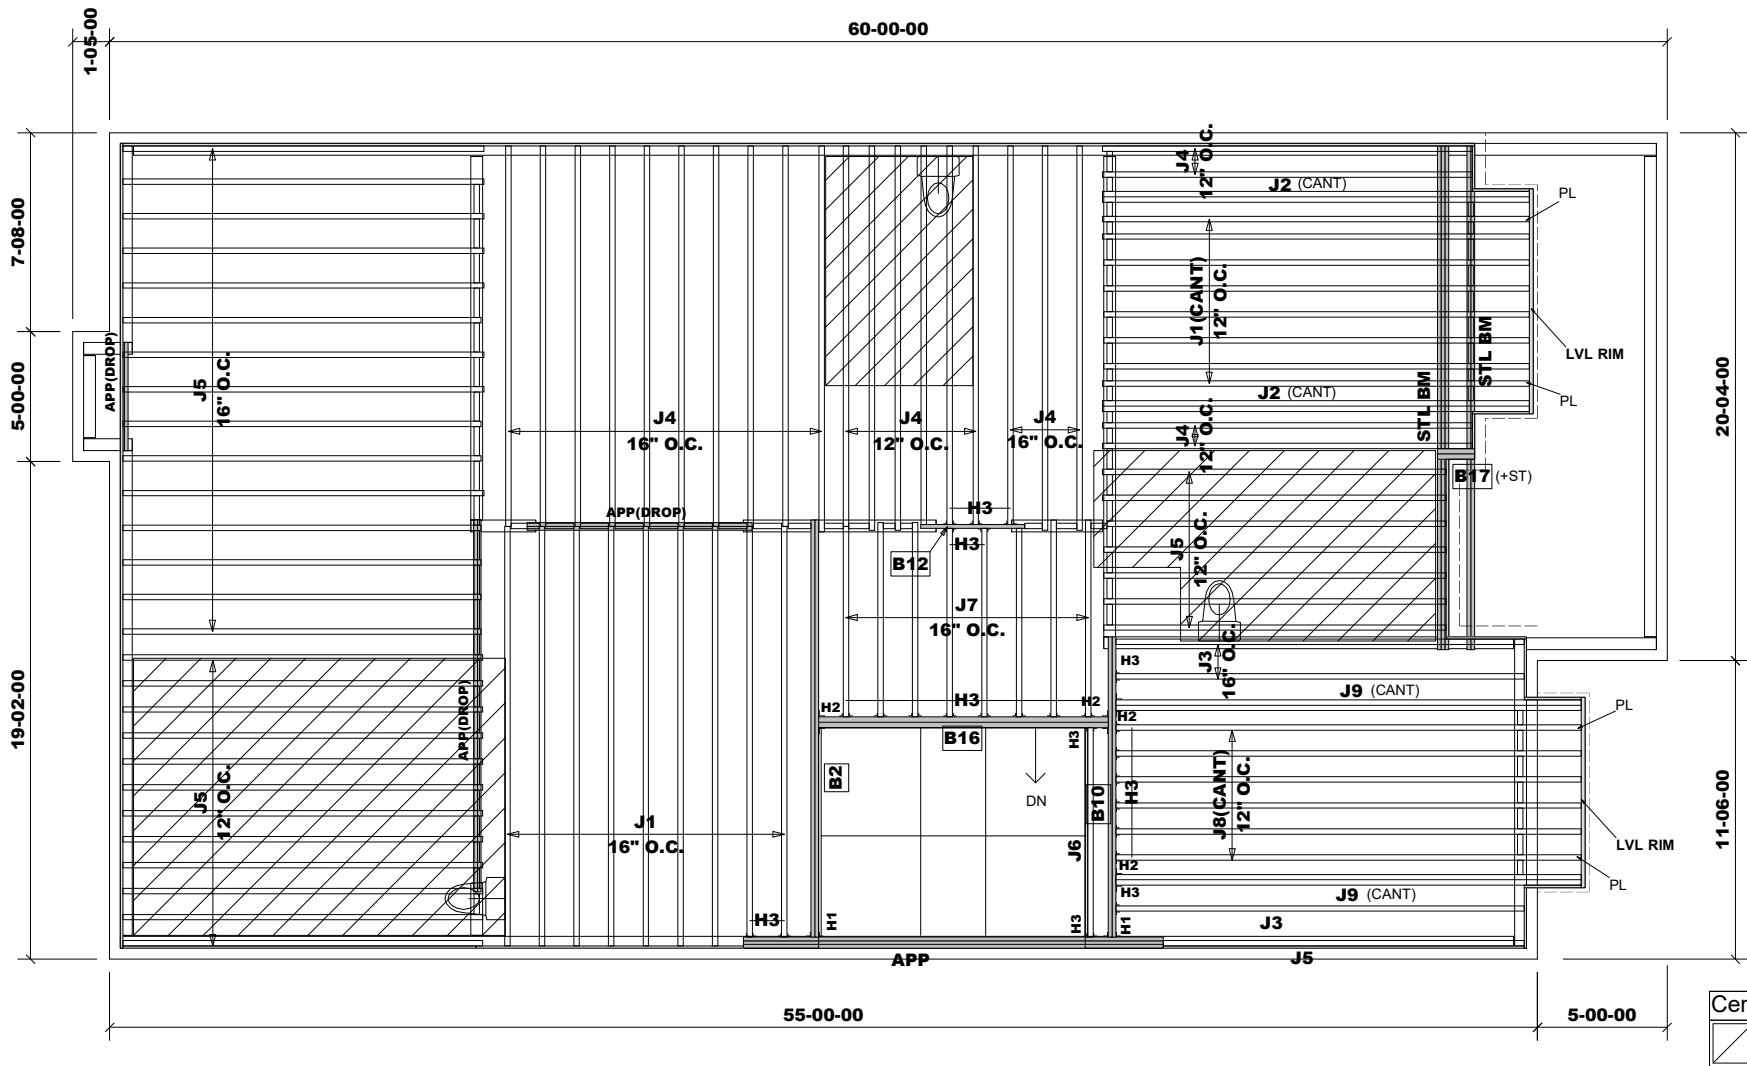 60-00-00
1-05-00
7-08-00
5-00-00
19-02-00
20-04-00
11-06-00
55-00-00
5-00-00
J4
12" O.C.
J2 (CANT)
PL
J1(CANT)
12" O.C.
STL BM
LVL RIM
APP(DROP)
J5
16" O.C.
STL BM
J2 (CANT)
PL
J4
16" O.C.
J4
12" O.C.
J4
16" O.C.
J4
12" O.C.
B17 (+ST)
APP(DROP)
H3
H3
B12
J5
12" O.C.
J7
16" O.C.
J3
16" O.C.
H3
J9 (CANT)
APP(DROP)
H2
H3
H2
H2
PL
B16
H3
B2
DN
B10
H3
J8(CANT)
12" O.C.
J5
12" O.C.
J1
16" O.C.
J6
LVL RIM
H2
PL
H3
J9 (CANT)
H3
H1
H3
H1
J3
APP
J5
Cer